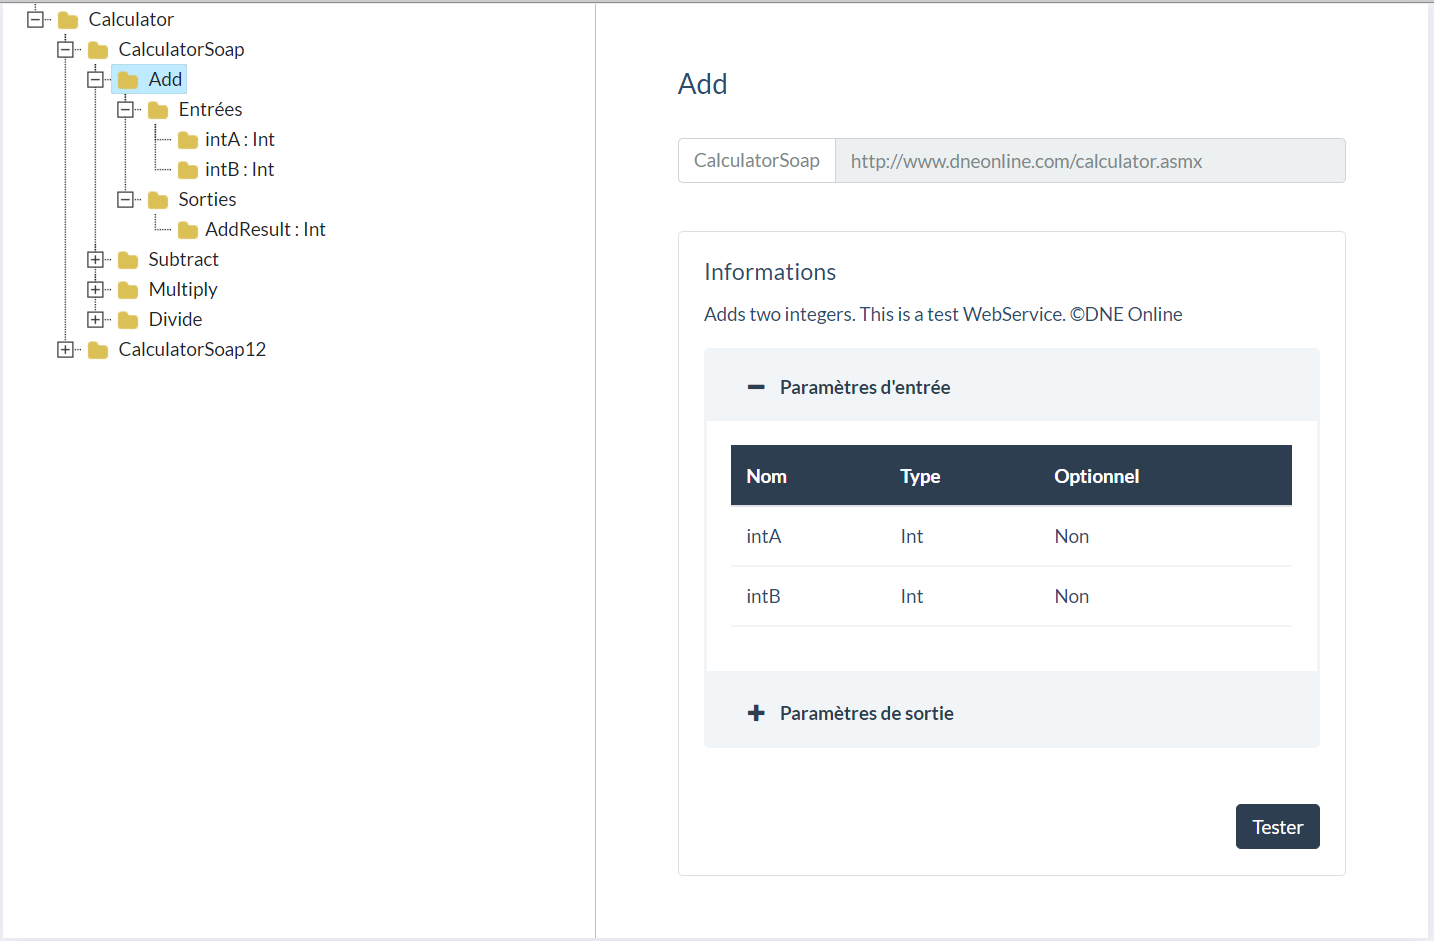 Calculator
CalculatorSoap
Add
Entrées
intA : Int
intB : Int
Sorties
AddResult : Int
Subtract
Multiply
Divide
CalculatorSoap12
Add
CalculatorSoap http://www.dneonline.com/calculator.asmx
Informations
Adds two integers. This is a test WebService. ©DNE Online
Paramètres d'entrée
Nom Type Optionnel
intA Int Non
intB Int Non
Paramètres de sortie
Tester